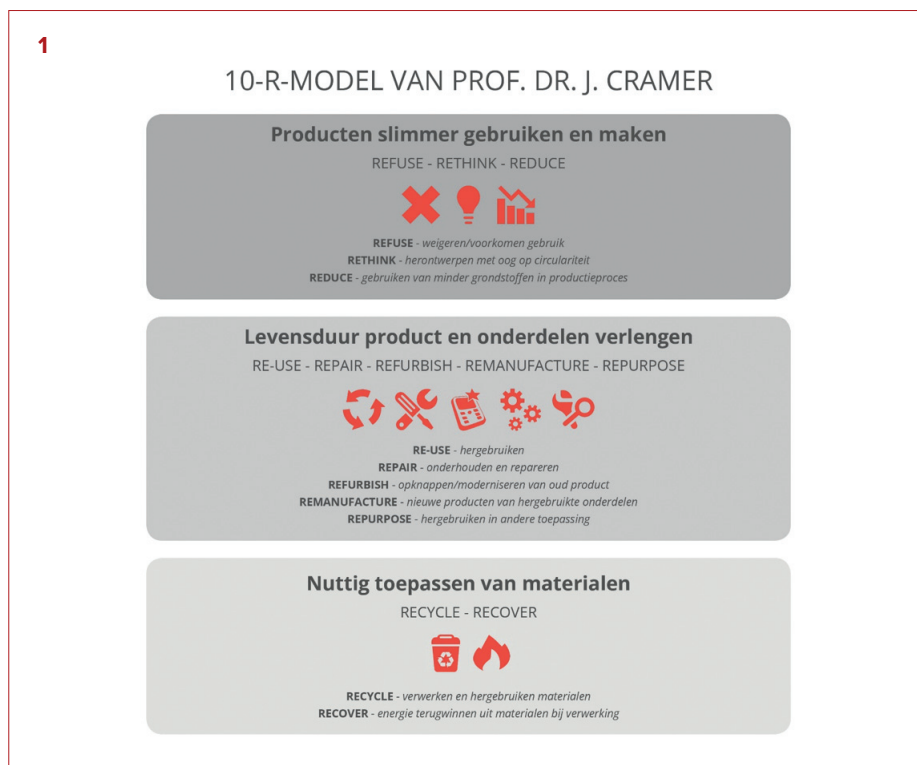 1
10-R-MODEL VAN PROF. DR. J. CRAMER
Producten slimmer gebruiken en maken
REFUSE - RETHINK - REDUCE
REFUSE - weigeren/voorkomen gebruik
RETHINK - herontwerpen met oog op circulariteit
REDUCE - gebruiken van minder grondstoffen in productieproces
Levensduur product en onderdelen verlengen
RE-USE - REPAIR - REFURBISH - REMANUFACTURE - REPURPOSE
RE-USE - hergebruiken
REPAIR - onderhouden en repareren
REFURBISH - opknappen/moderniseren van oud product
REMANUFACTURE - nieuwe producten van hergebruikte onderdelen
REPURPOSE - hergebruiken in andere toepassing
Nuttig toepassen van materialen
RECYCLE - RECOVER
RECYCLE - verwerken en hergebruiken materialen
RECOVER - energie terugwinnen uit materialen bij verwerking